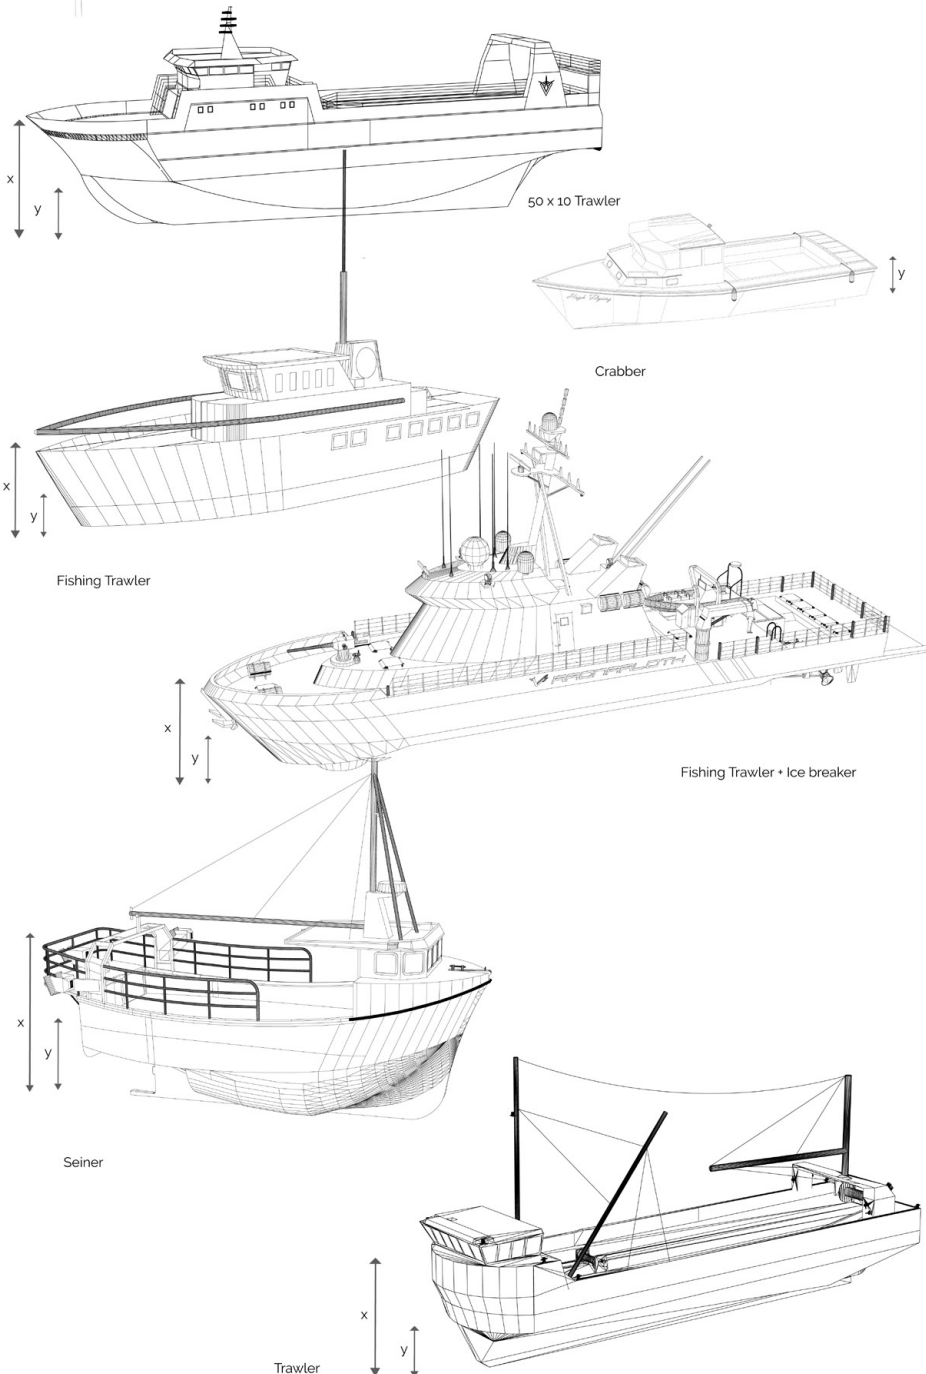 x
y
50 x 10 Trawler
y
Crabber
x
y
Fishing Trawler
x
y
Fishing Trawler + Ice breaker
x
y
Seiner
x
y
Trawler